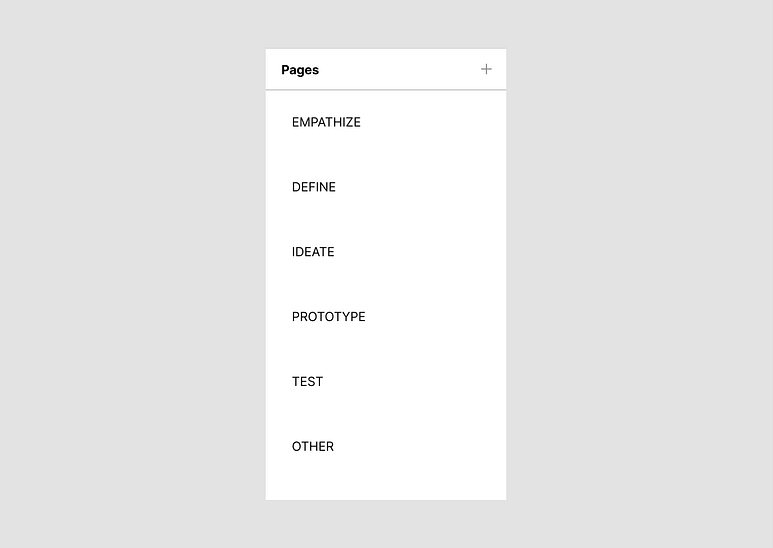 Pages
EMPATHIZE
DEFINE
IDEATE
PROTOTYPE
TEST
OTHER